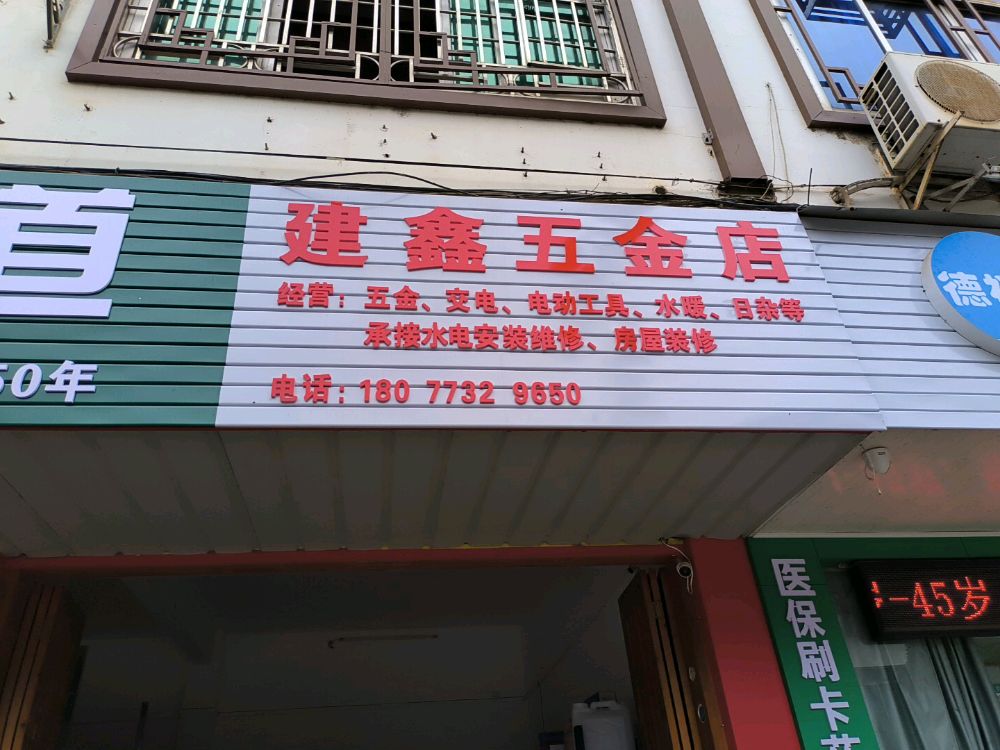 建鑫五金店
经营：五金、交电、电动工具、水暖、日杂等
承接水电安装维修、房屋装修
电话：180 7732 9650
50年
德
医保刷卡
-45岁